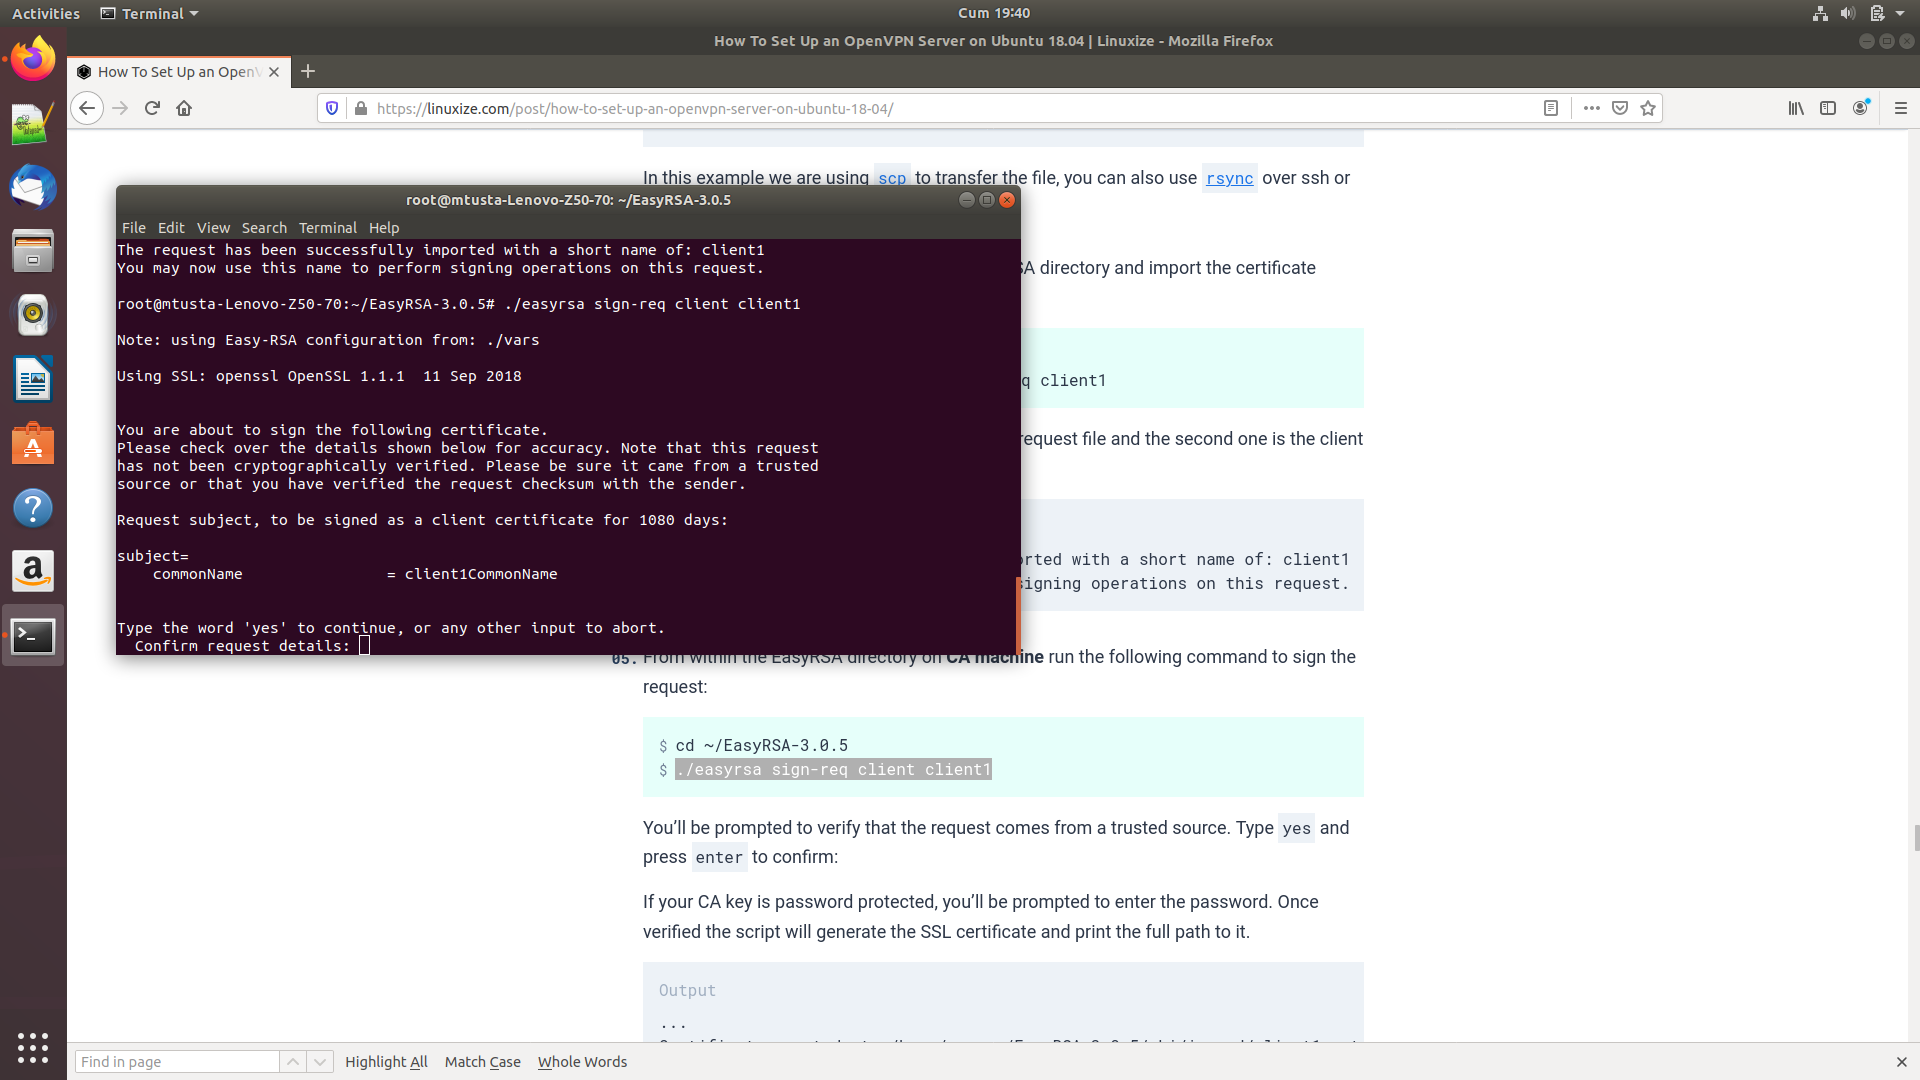 Activities
Terminal
Cum 19:40
How To Set Up an OpenVPN Server on Ubuntu 18.04 | Linuxize - Mozilla Firefox
How To Set Up an OpenV
https://linuxize.com/post/how-to-set-up-an-openvpn-server-on-ubuntu-18-04/
In this example we are using scp to transfer the file, you can also use rsync over ssh or
root@mtusta-Lenovo-Z50-70: ~/EasyRSA-3.0.5
File Edit View Search Terminal Help
The request has been successfully imported with a short name of: client1
You may now use this name to perform signing operations on this request.
root@mtusta-Lenovo-Z50-70:~/EasyRSA-3.0.5# ./easyrsa sign-req client client1
Note: using Easy-RSA configuration from: ./vars
Using SSL: openssl OpenSSL 1.1.1  11 Sep 2018
You are about to sign the following certificate.
Please check over the details shown below for accuracy. Note that this request
has not been cryptographically verified. Please be sure it came from a trusted
source or that you have verified the request checksum with the sender.
Request subject, to be signed as a client certificate for 1080 days:
subject=
commonName = client1CommonName
Type the word 'yes' to continue, or any other input to abort.
Confirm request details:
SA directory and import the certificate
q client1
request file and the second one is the client
orted with a short name of: client1
signing operations on this request.
05. From within the EasyRSA directory on CA machine run the following command to sign the
request:
$ cd ~/EasyRSA-3.0.5
$ ./easyrsa sign-req client client1
You’ll be prompted to verify that the request comes from a trusted source. Type yes and
press enter to confirm:
If your CA key is password protected, you’ll be prompted to enter the password. Once
verified the script will generate the SSL certificate and print the full path to it.
Output
...
Find in page
Highlight All
Match Case
Whole Words